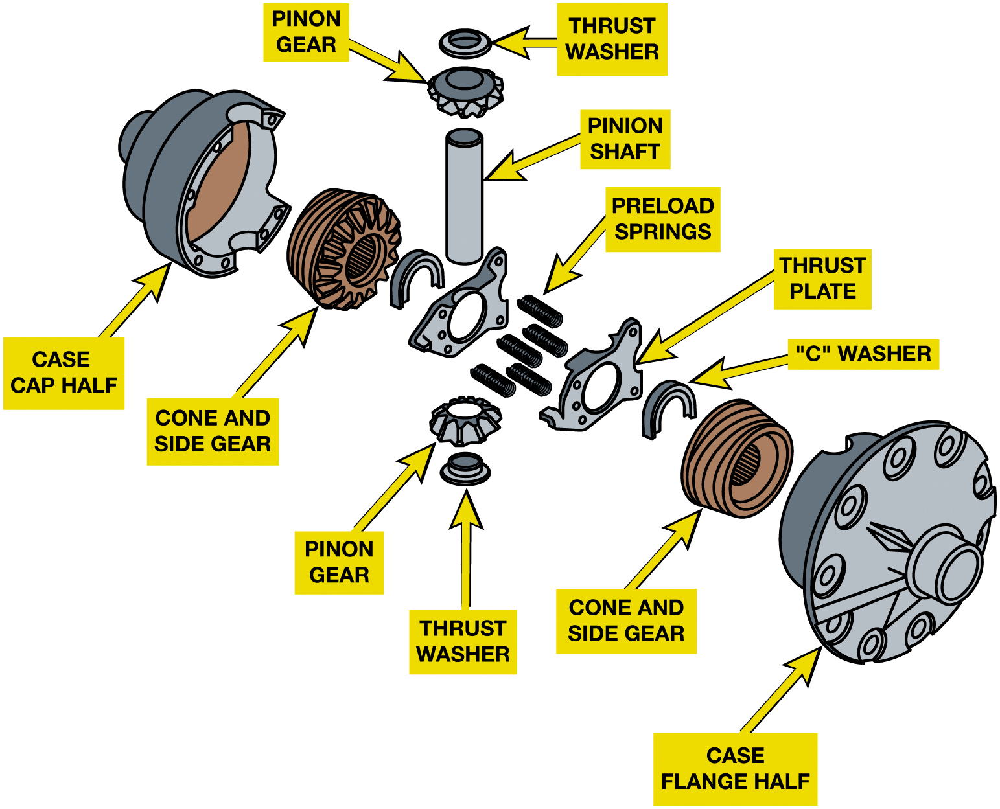 PINON
GEAR
THRUST
WASHER
PINION
SHAFT
PRELOAD
SPRINGS
THRUST
PLATE
"C" WASHER
CASE
CAP HALF
CONE AND
SIDE GEAR
PINON
GEAR
THRUST
WASHER
CONE AND
SIDE GEAR
CASE
FLANGE HALF